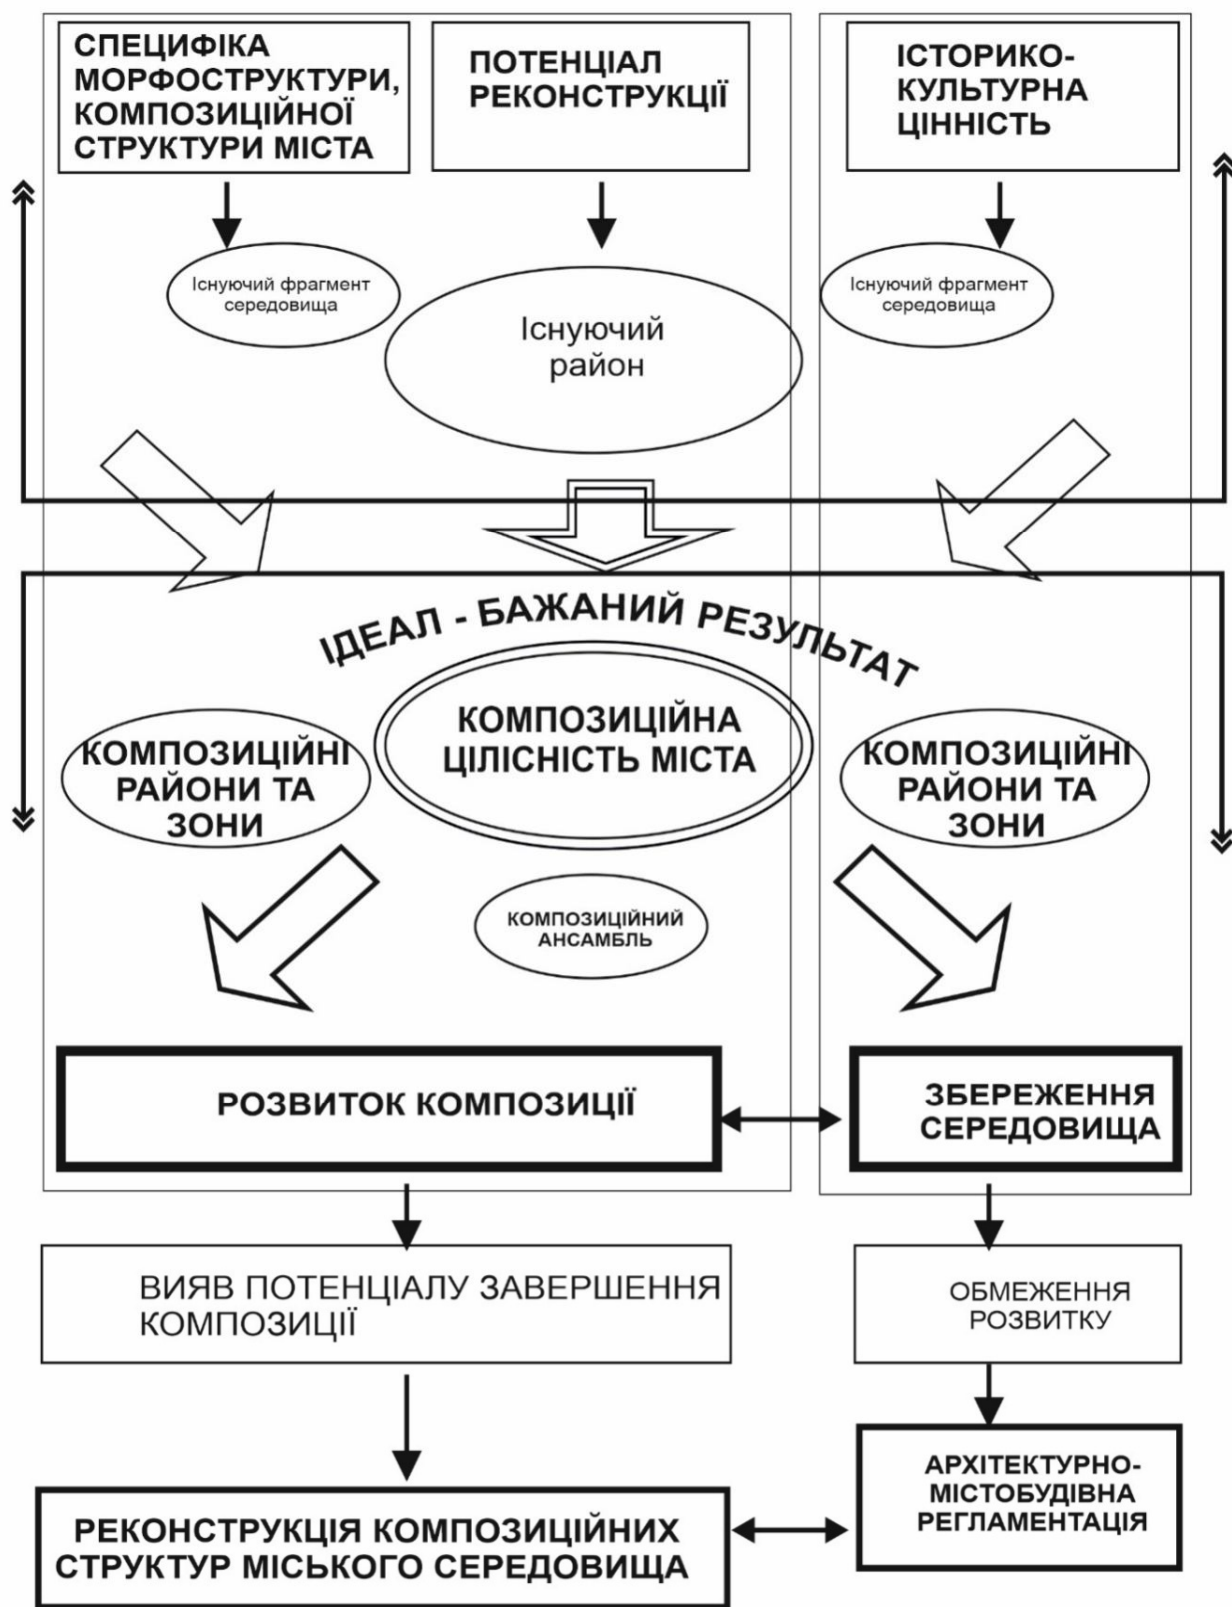 СПЕЦИФІКА
МОРФОСТРУКТУРИ,
КОМПОЗИЦІЙНОЇ
СТРУКТУРИ МІСТА
ПОТЕНЦІАЛ
РЕКОНСТРУКЦІЇ
ІСТОРИКО-
КУЛЬТУРНА
ЦІННІСТЬ
Існуючий фрагмент
середовища
Існуючий
район
Існуючий фрагмент
середовища
ІДЕАЛ - БАЖАНИЙ РЕЗУЛЬТАТ
КОМПОЗИЦІЙНІ
РАЙОНИ ТА
ЗОНИ
КОМПОЗИЦІЙНА
ЦІЛІСНІСТЬ МІСТА
КОМПОЗИЦІЙНІ
РАЙОНИ ТА
ЗОНИ
КОМПОЗИЦІЙНИЙ
АНСАМБЛЬ
РОЗВИТОК КОМПОЗИЦІЇ
ЗБЕРЕЖЕННЯ
СЕРЕДОВИЩА
ВИЯВ ПОТЕНЦІАЛУ ЗАВЕРШЕННЯ
КОМПОЗИЦІЇ
ОБМЕЖЕННЯ
РОЗВИТКУ
РЕКОНСТРУКЦІЯ КОМПОЗИЦІЙНИХ
СТРУКТУР МІСЬКОГО СЕРЕДОВИЩА
АРХІТЕКТУРНО-
МІСТОБУДІВНА
РЕГЛАМЕНТАЦІЯ